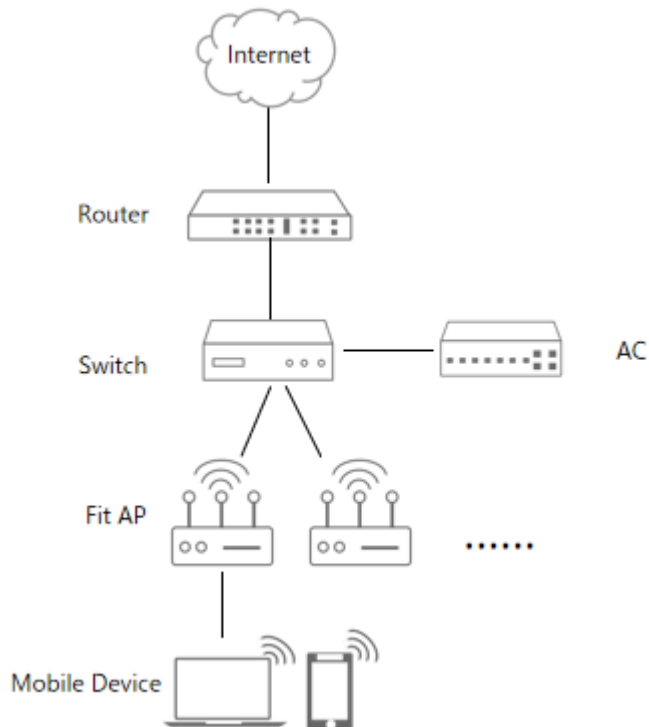 Internet
Router
Switch
AC
Fit AP
......
Mobile Device